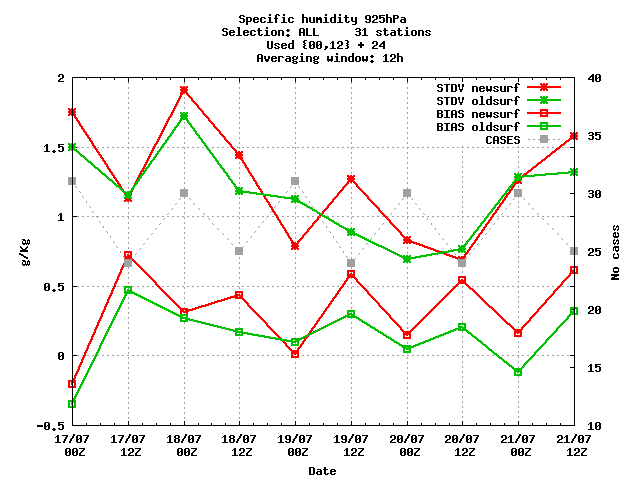 Specific humidity 925hPa
Selection: ALL     31 stations
Used {00,12} + 24
Averaging window: 12h
STDV newsurf
STDV oldsurf
BIAS newsurf
BIAS oldsurf
CASES
2
1.5
1
0.5
0
-0.5
g/Kg
40
35
30
25
20
15
10
No cases
17/07 17/07 18/07 18/07 19/07 19/07 20/07 20/07 21/07 21/07
00Z 12Z 00Z 12Z 00Z 12Z 00Z 12Z 00Z 12Z
Date